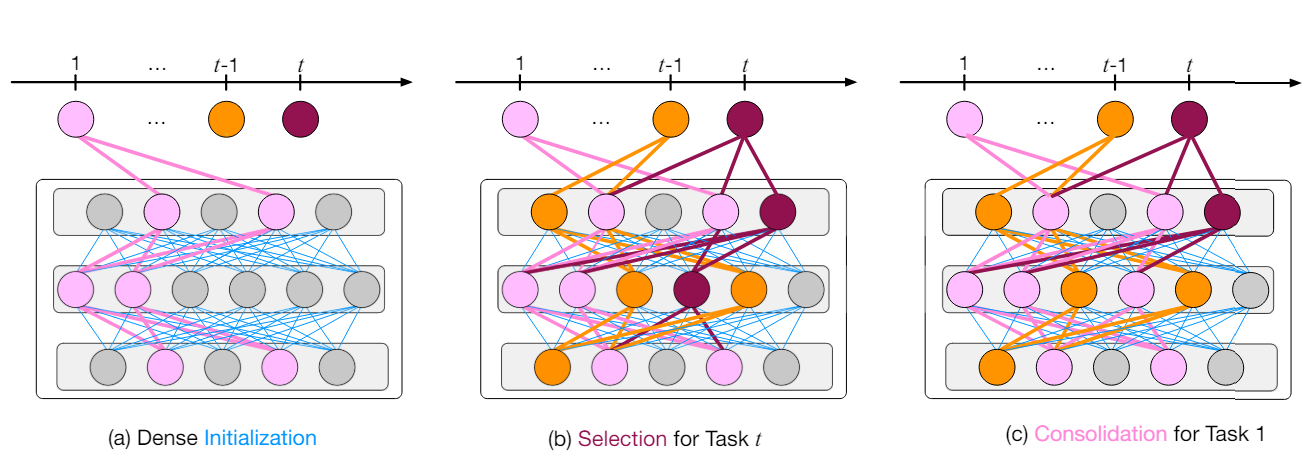 1 ... t-1 t
1 ... t-1 t
1 ... t-1 t
...
...
...
(a) Dense Initialization
(b) Selection for Task t
(c) Consolidation for Task 1